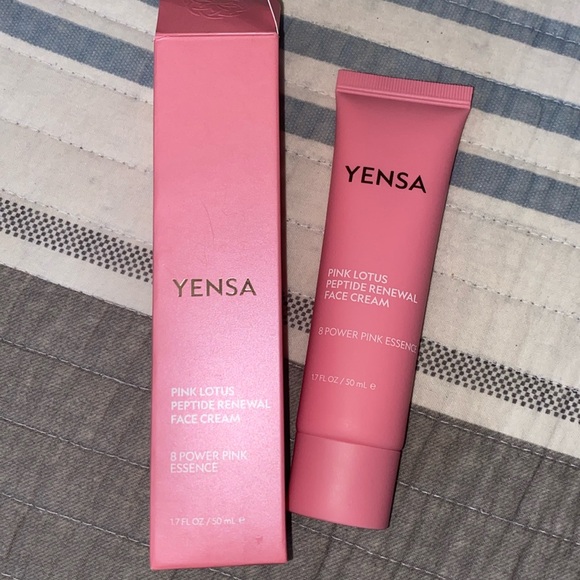 YENSA
PINK LOTUS
PEPTIDE RENEWAL
FACE CREAM
8 POWER PINK
ESSENCE
1.7 FL OZ / 50 mL ℮
YENSA
PINK LOTUS
PEPTIDE RENEWAL
FACE CREAM
8 POWER PINK ESSENCE
1.7 FL OZ / 50 mL ℮